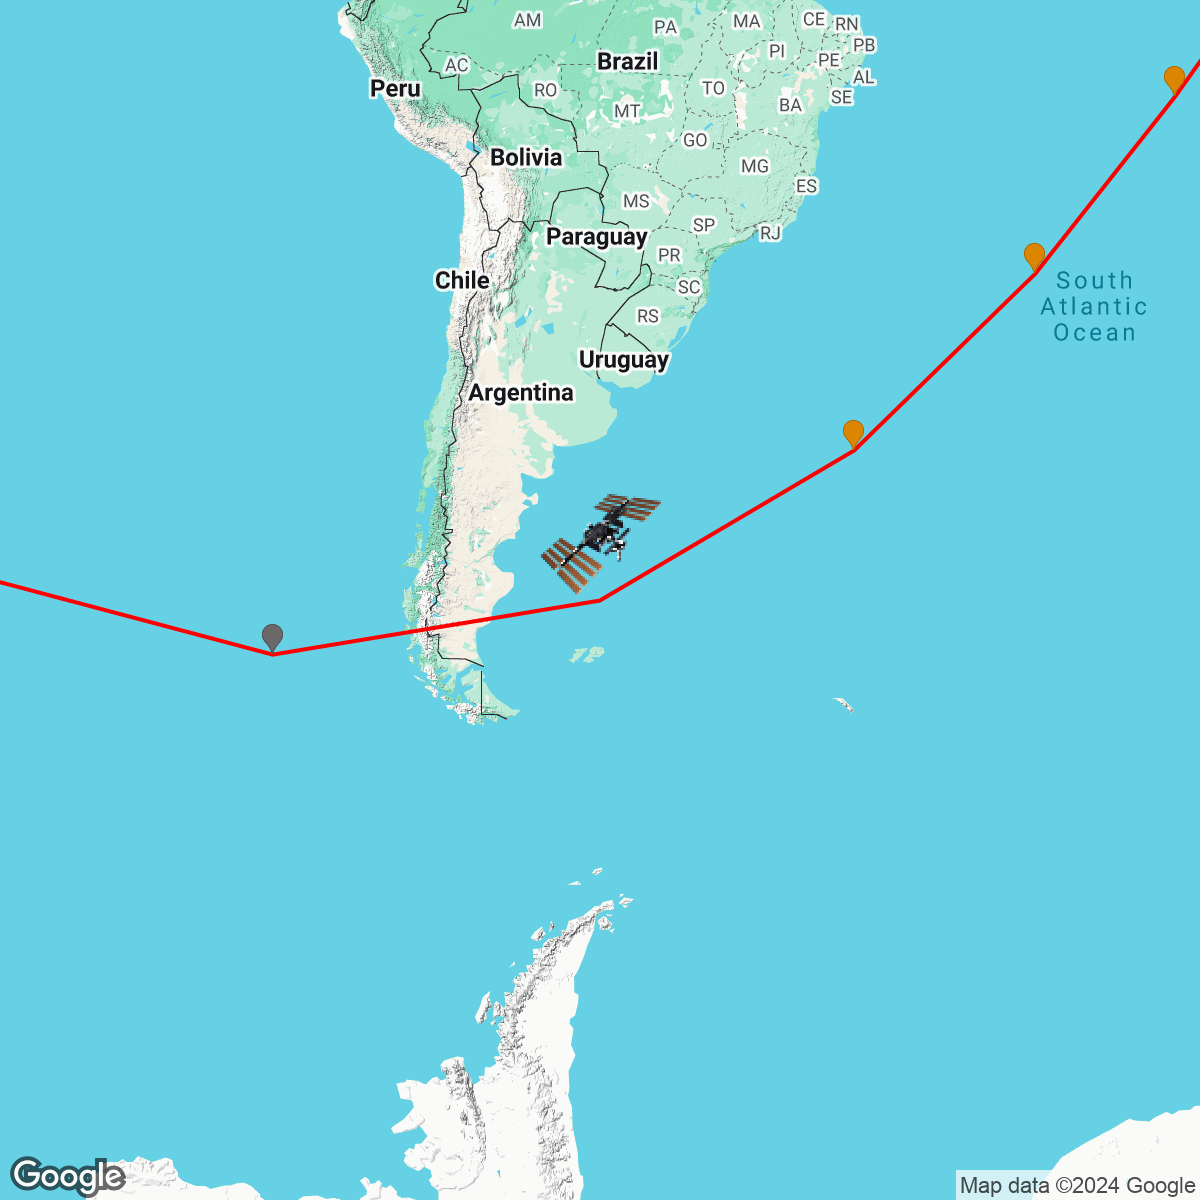 AM
PA
MA
CE
RN
PI
PB
Brazil
PE
AC
AL
Peru
RO
TO
SE
MT
BA
GO
Bolivia
MG
ES
MS
SP
RJ
Paraguay
PR
Chile
SC
South
Atlantic
Ocean
RS
Uruguay
Argentina
Google
Map data ©2024 Google